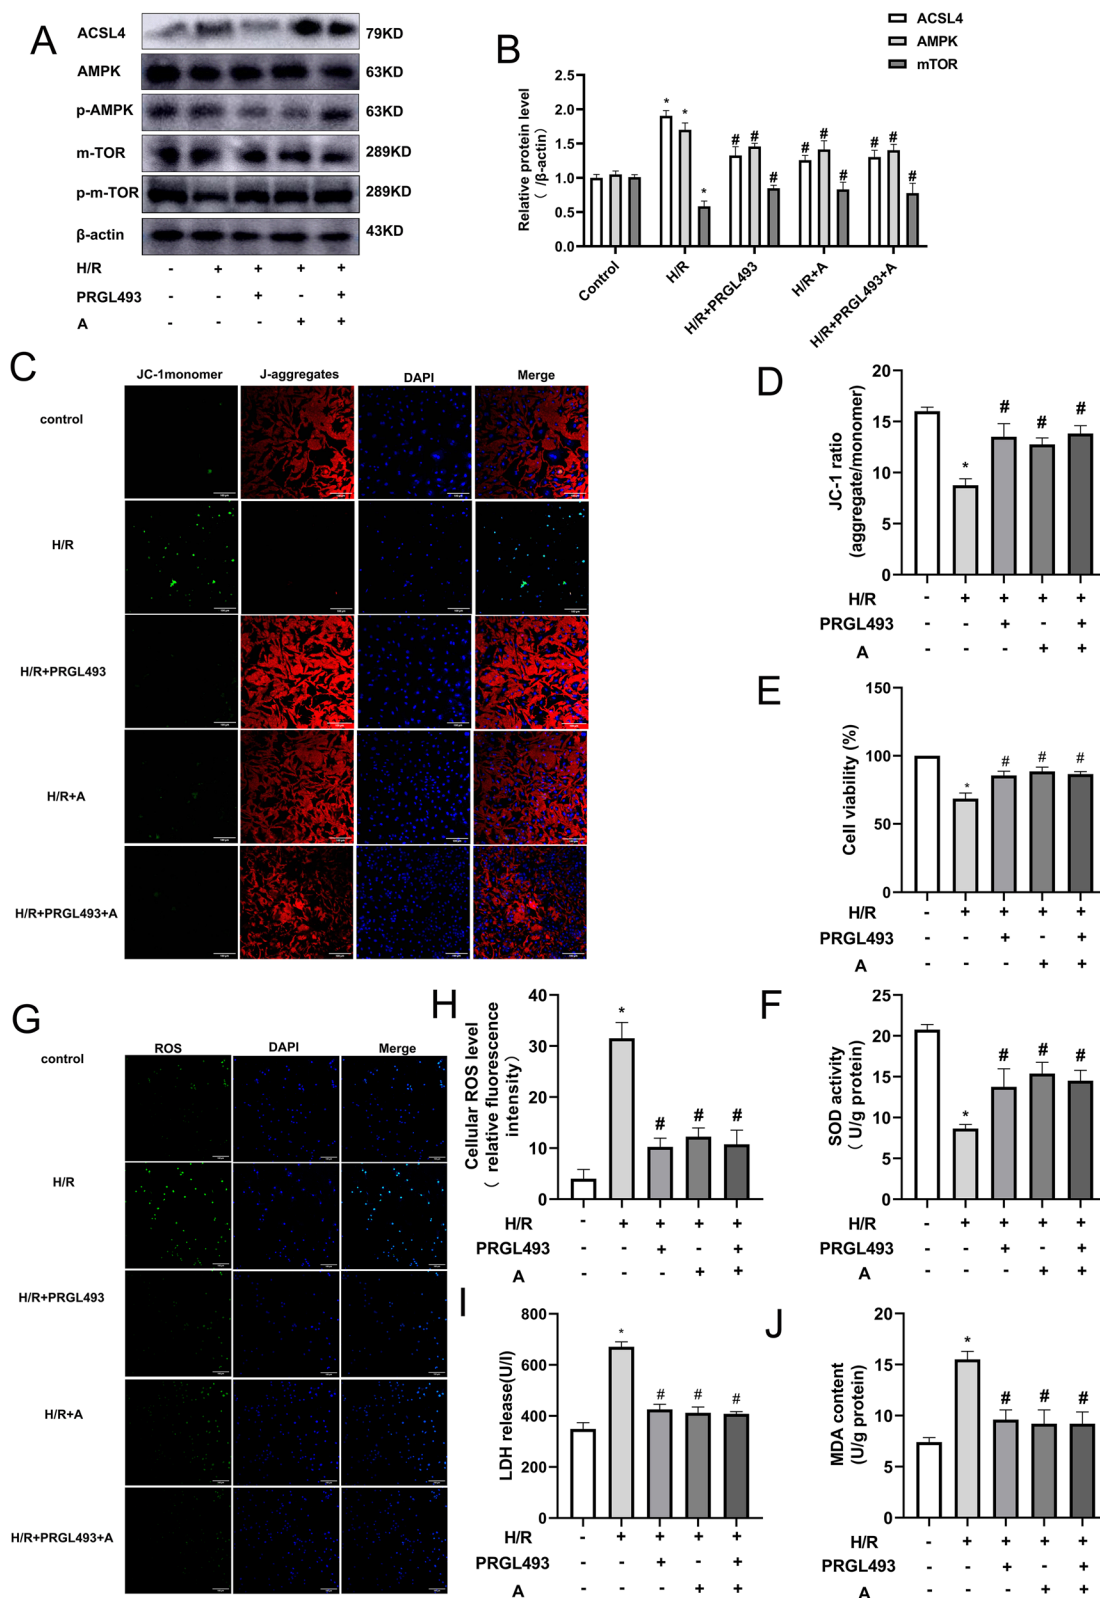 A
ACSL4 79KD
AMPK 63KD
p-AMPK 63KD
m-TOR 289KD
p-m-TOR 289KD
β-actin 43KD
H/R - + + + +
PRGL493 - - + - +
A - - - + +
B
ACSL4
AMPK
mTOR
Relative protein level
( /β-actin)
2.5
2.0
1.5
1.0
0.5
0.0
* * *
# # #
# # #
# # #
Control
H/R
H/R+PRGL493
H/R+A
H/R+PRGL493+A
C
JC-1monomer J-aggregates DAPI Merge
control
H/R
H/R+PRGL493
H/R+A
H/R+PRGL493+A
D
JC-1 ratio
(aggregate/monomer)
20
15
10
5
0
* # # #
H/R - + + + +
PRGL493 - - + - +
A - - - + +
E
Cell viability (%)
150
100
50
0
* # # #
H/R - + + + +
PRGL493 - - + - +
A - - - + +
G
ROS DAPI Merge
control
H/R
H/R+PRGL493
H/R+A
H/R+PRGL493+A
H
Cellular ROS level
( relative fluorescence
intensity)
40
30
20
10
0
* # # #
H/R - + + + +
PRGL493 - - + - +
A - - - + +
F
SOD activity
( U/g protein)
25
20
15
10
5
0
* # # #
H/R - + + + +
PRGL493 - - + - +
A - - - + +
I
LDH release(U/l)
800
600
400
200
0
* # # #
H/R - + + + +
PRGL493 - - + - +
A - - - + +
J
MDA content
(U/g protein)
20
15
10
5
0
* # # #
H/R - + + + +
PRGL493 - - + - +
A - - - + +